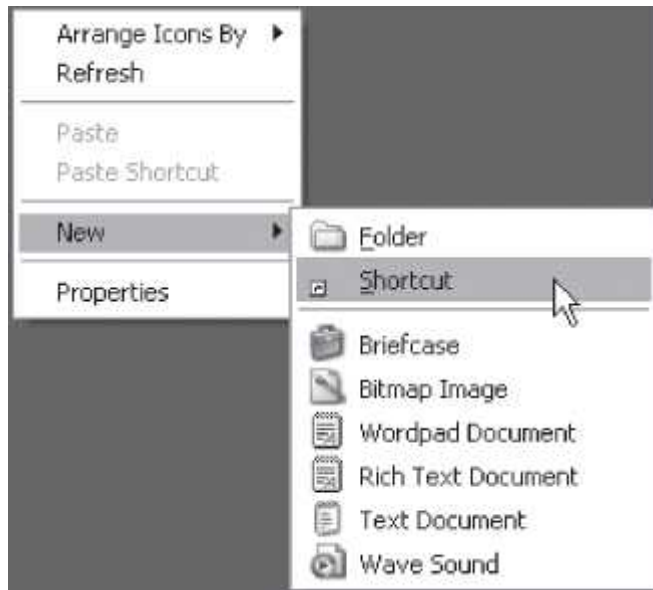 Arrange Icons By
Refresh
Paste
Paste Shortcut
New
Properties
Folder
Shortcut
Briefcase
Bitmap Image
Wordpad Document
Rich Text Document
Text Document
Wave Sound